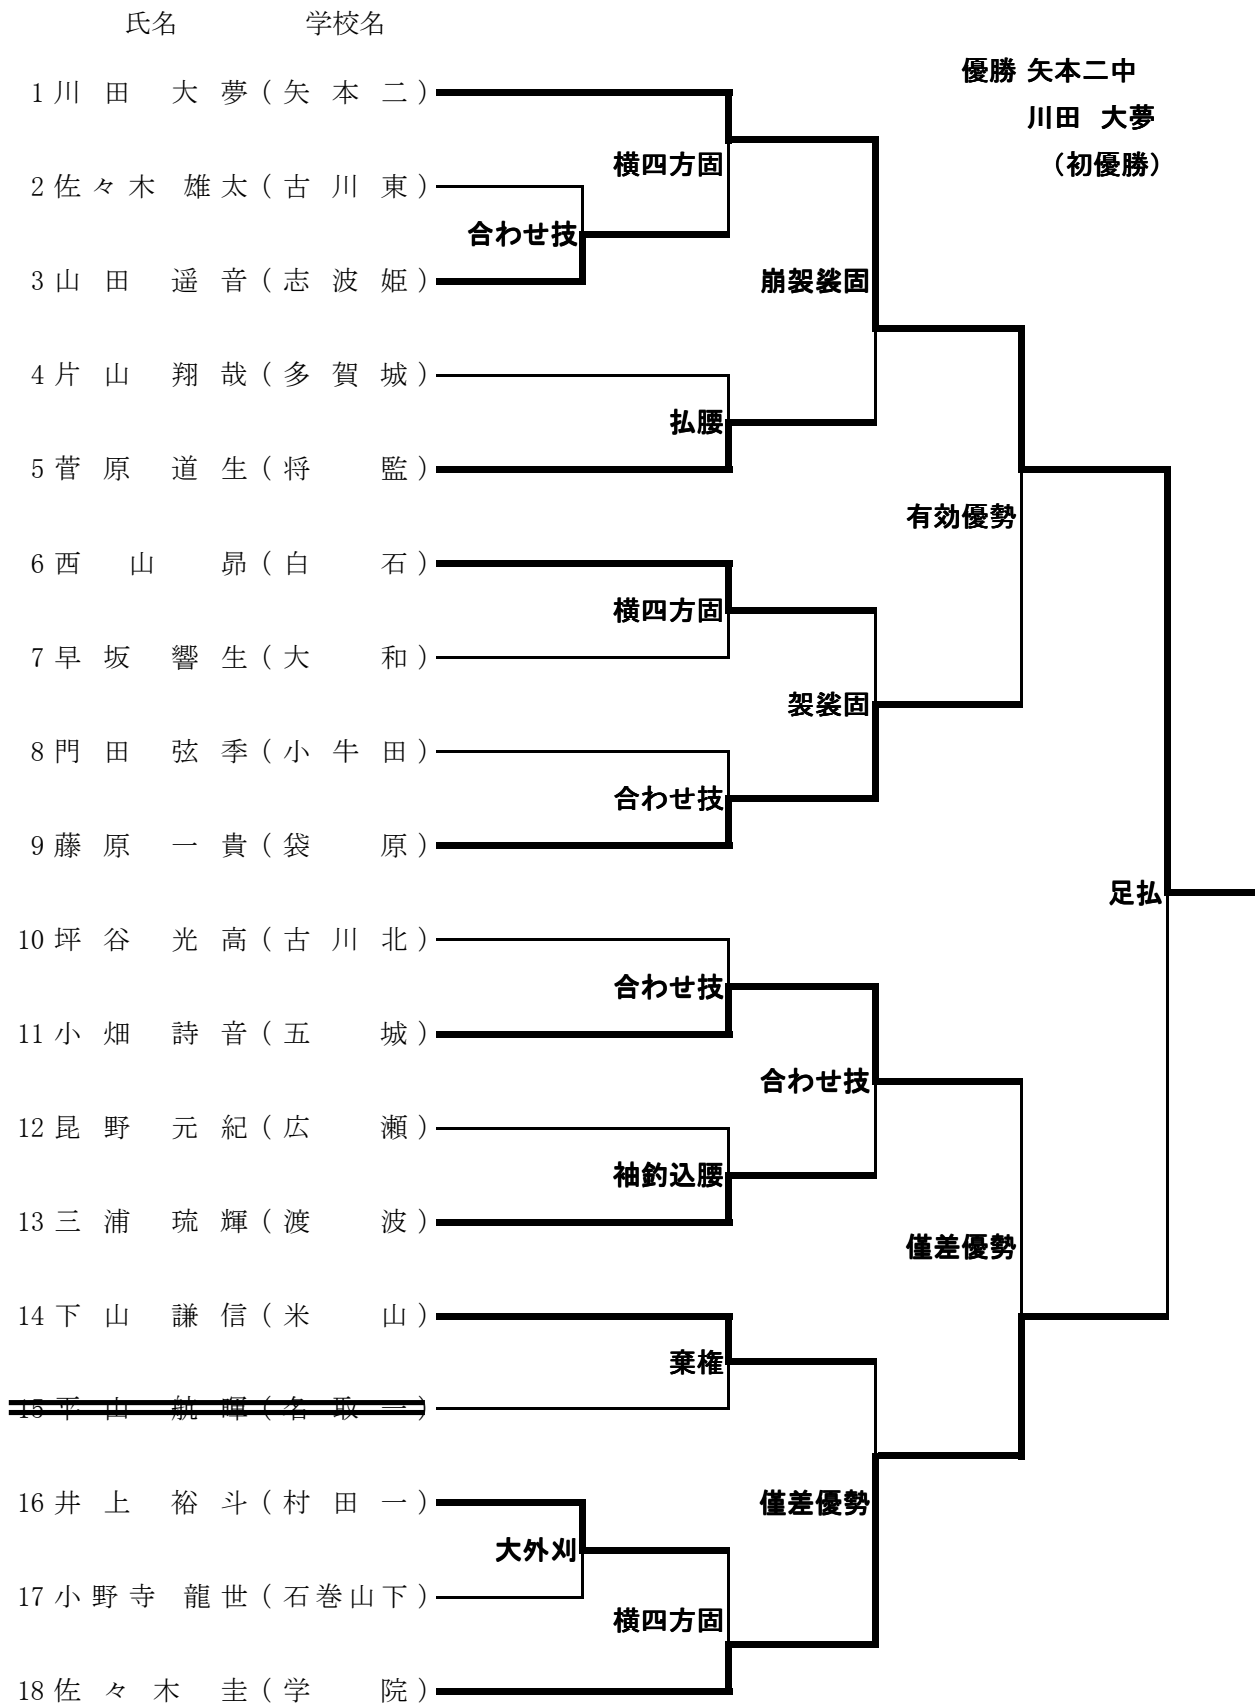 氏名 学校名
優勝 矢本二中
川田 大夢
(初優勝)
1 川田 大夢(矢本二)
横四方固
2 佐々木 雄太(古川東)
合わせ技
3 山田 遥音(志波姫)
崩袈裟固
4 片山 翔哉(多賀城)
払腰
5 菅原 道生(将監)
有効優勢
6 西山 昴(白石)
横四方固
7 早坂 響生(大和)
袈裟固
8 門田 弦季(小牛田)
合わせ技
9 藤原 一貴(袋原)
足払
10 坪谷 光高(古川北)
合わせ技
11 小畑 詩音(五城)
合わせ技
12 昆野 元紀(広瀬)
袖釣込腰
13 三浦 琉輝(渡波)
僅差優勢
14 下山 謙信(米山)
棄権
15 平山 航暉(名取一)
16 井上 裕斗(村田一)
僅差優勢
大外刈
17 小野寺 龍世(石巻山下)
横四方固
18 佐々木 圭(学院)